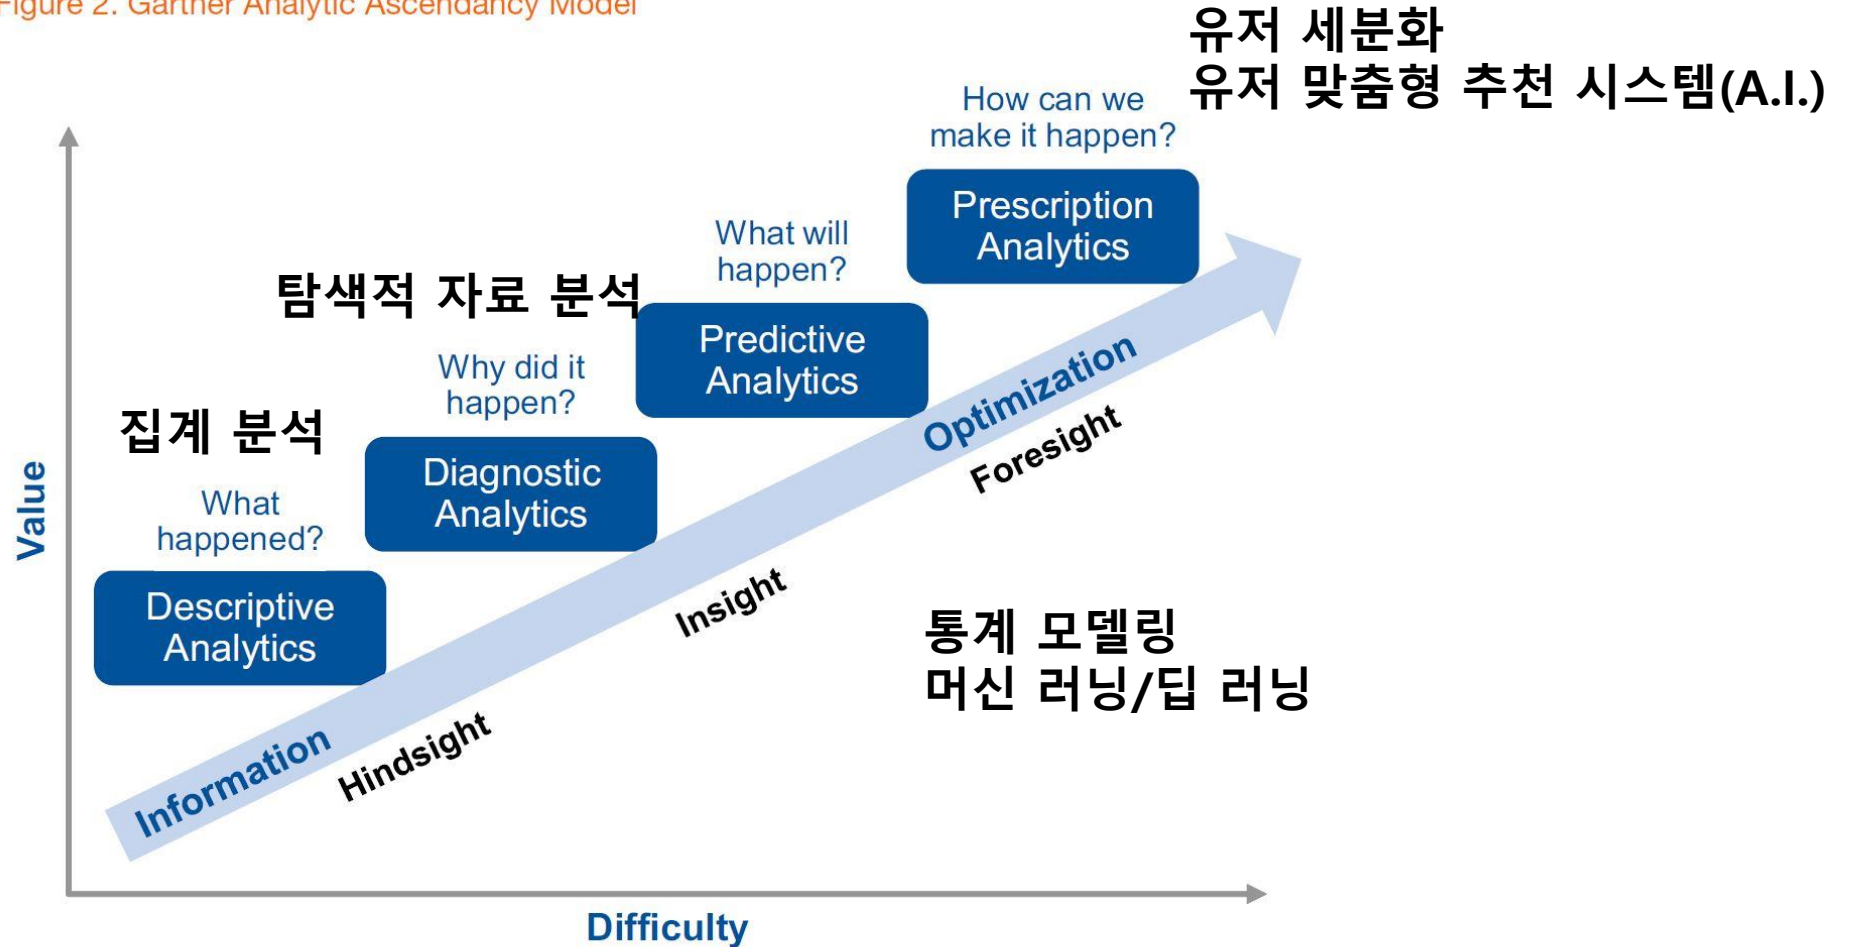 Figure 2. Gartner Analytic Ascendancy Model
유저 세분화
유저 맞춤형 추천 시스템(A.I.)
How can we
make it happen?
Prescription
Analytics
What will
happen?
Predictive
Analytics
탐색적 자료 분석
Why did it
happen?
Diagnostic
Analytics
집계 분석
What
happened?
Descriptive
Analytics
Value
Information
Hindsight
Insight
Optimization
Foresight
통계 모델링
머신 러닝/딥 러닝
Difficulty